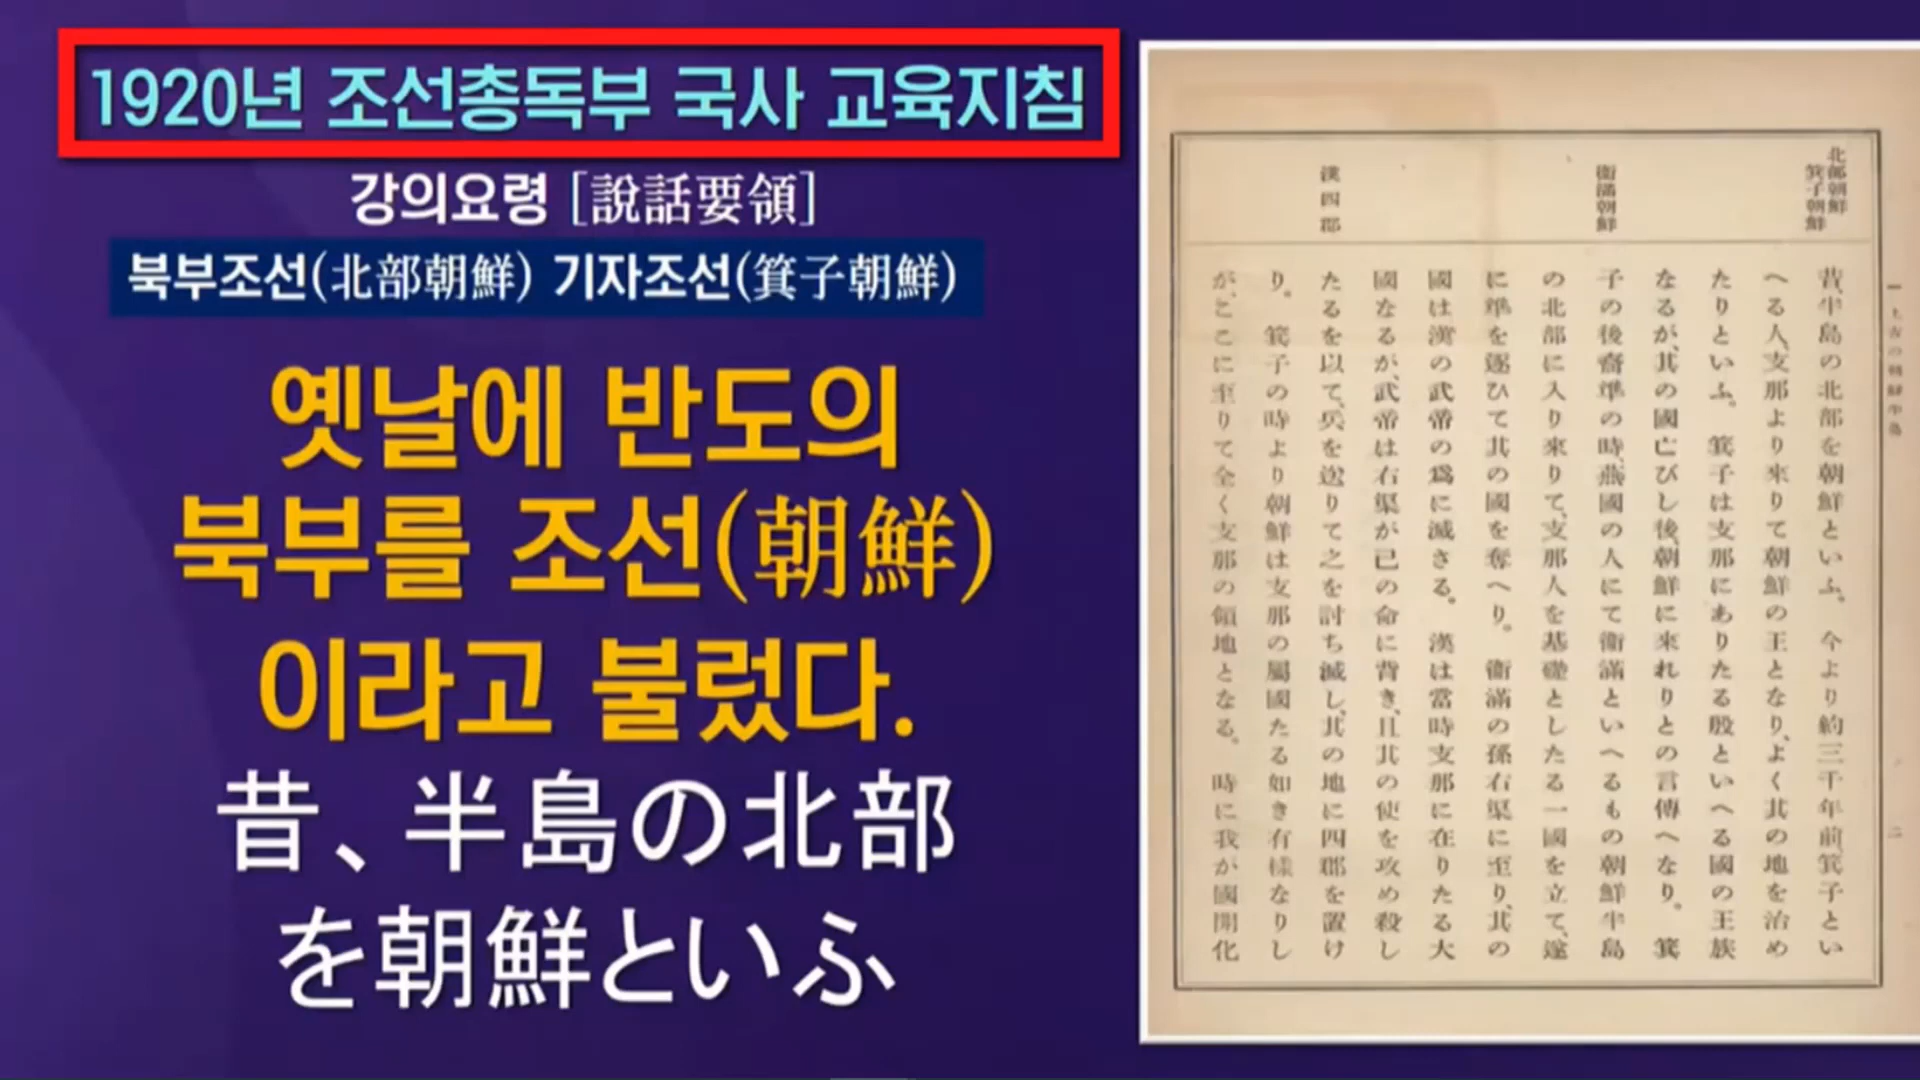 1920년 조선총독부 국사 교육지침
강의요령 [說話要領]
북부조선(北部朝鮮) 기자조선(箕子朝鮮)
옛날에 반도의
북부를 조선(朝鮮)
이라고 불렀다.
昔、半島の北部
を朝鮮といふ
北部朝鮮
箕子朝鮮
衞滿朝鮮
漢四郡
昔、半島の北部を朝鮮といふ。今より約三千年前、箕子とい
へる人、支那より來りて朝鮮の王となり、よく其の地を治め
たりといふ。箕子は支那にありたる殷といへる國の王族
なるが、其の國亡びし後、朝鮮に來れりとの言傳へなり。箕
子の後裔準の時、燕國の人にて衞滿といへるもの朝鮮半島
の北部に入り來りて、支那人を基礎としたる一國を立て、遂
に準を逐ひて其の國を奪へり。衞滿の孫右渠に至り、其の
國は漢の武帝の爲に滅さる。漢は當時支那に在りたる大
國なるが、武帝は右渠が己の命に背き、且其の使を攻め殺し
たるを以て、兵を送りて之を討ち滅し、其の地に四郡を置け
り。箕子の時より朝鮮は支那の屬國たる如き有樣なりし
が、ここに至りて全く支那の領地となる。時に我が國開化
一 上古の朝鮮半島
二